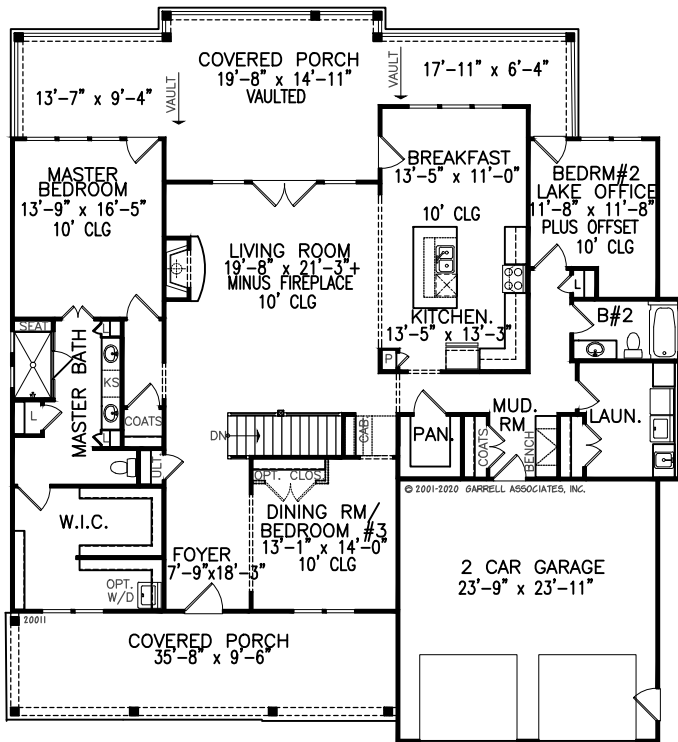 COVERED PORCH
19'-8" x 14'-11"
VAULTED
VAULT
VAULT
17'-11" x 6'-4"
13'-7" x 9'-4"
MASTER
BEDROOM
13'-9" x 16'-5"
10' CLG
BREAKFAST
13'-5" x 11'-0"
10' CLG
BEDRM#2
LAKE OFFICE
11'-8" x 11'-8"
PLUS OFFSET
10' CLG
LIVING ROOM
19'-8" x 21'-3"+
MINUS FIREPLACE
10' CLG
KITCHEN.
13'-5" x 13'-3"
L
B#2
SEAT
MASTER BATH
KS
L
COATS
P
DN
CAB.
PAN.
MUD.
RM
COATS
BENCH
LAUN.
ULT.
OPT. CLOS.
© 2001-2020 GARRELL ASSOCIATES, INC.
W.I.C.
DINING RM/
BEDROOM #3
13'-1" x 14'-0"
10' CLG
FOYER
7'-9"x18'-3"
OPT.
W/D
2 CAR GARAGE
23'-9" x 23'-11"
20011
COVERED PORCH
35'-8" x 9'-6"